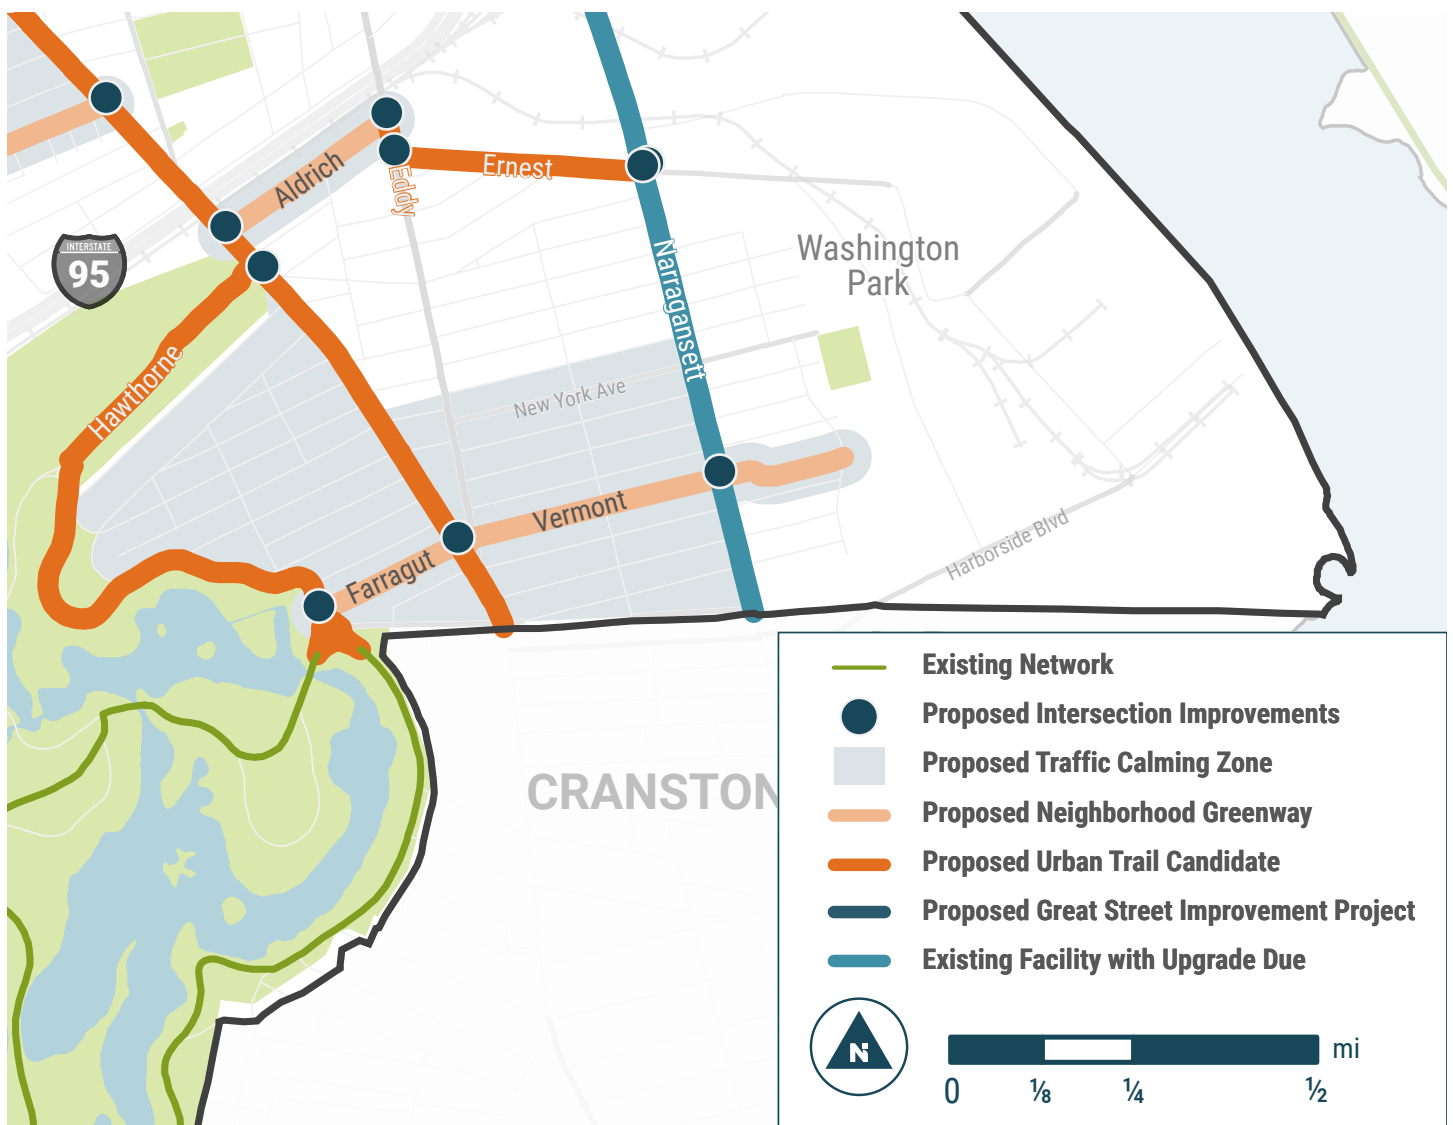 Aldrich
Eddy
Ernest
INTERSTATE
95
Washington
Park
Narragansett
Hawthorne
New York Ave
Vermont
Farragut
Harborside Blvd
CRANSTON
Existing Network
Proposed Intersection Improvements
Proposed Traffic Calming Zone
Proposed Neighborhood Greenway
Proposed Urban Trail Candidate
Proposed Great Street Improvement Project
Existing Facility with Upgrade Due
N
mi
0 ⅛ ¼ ½